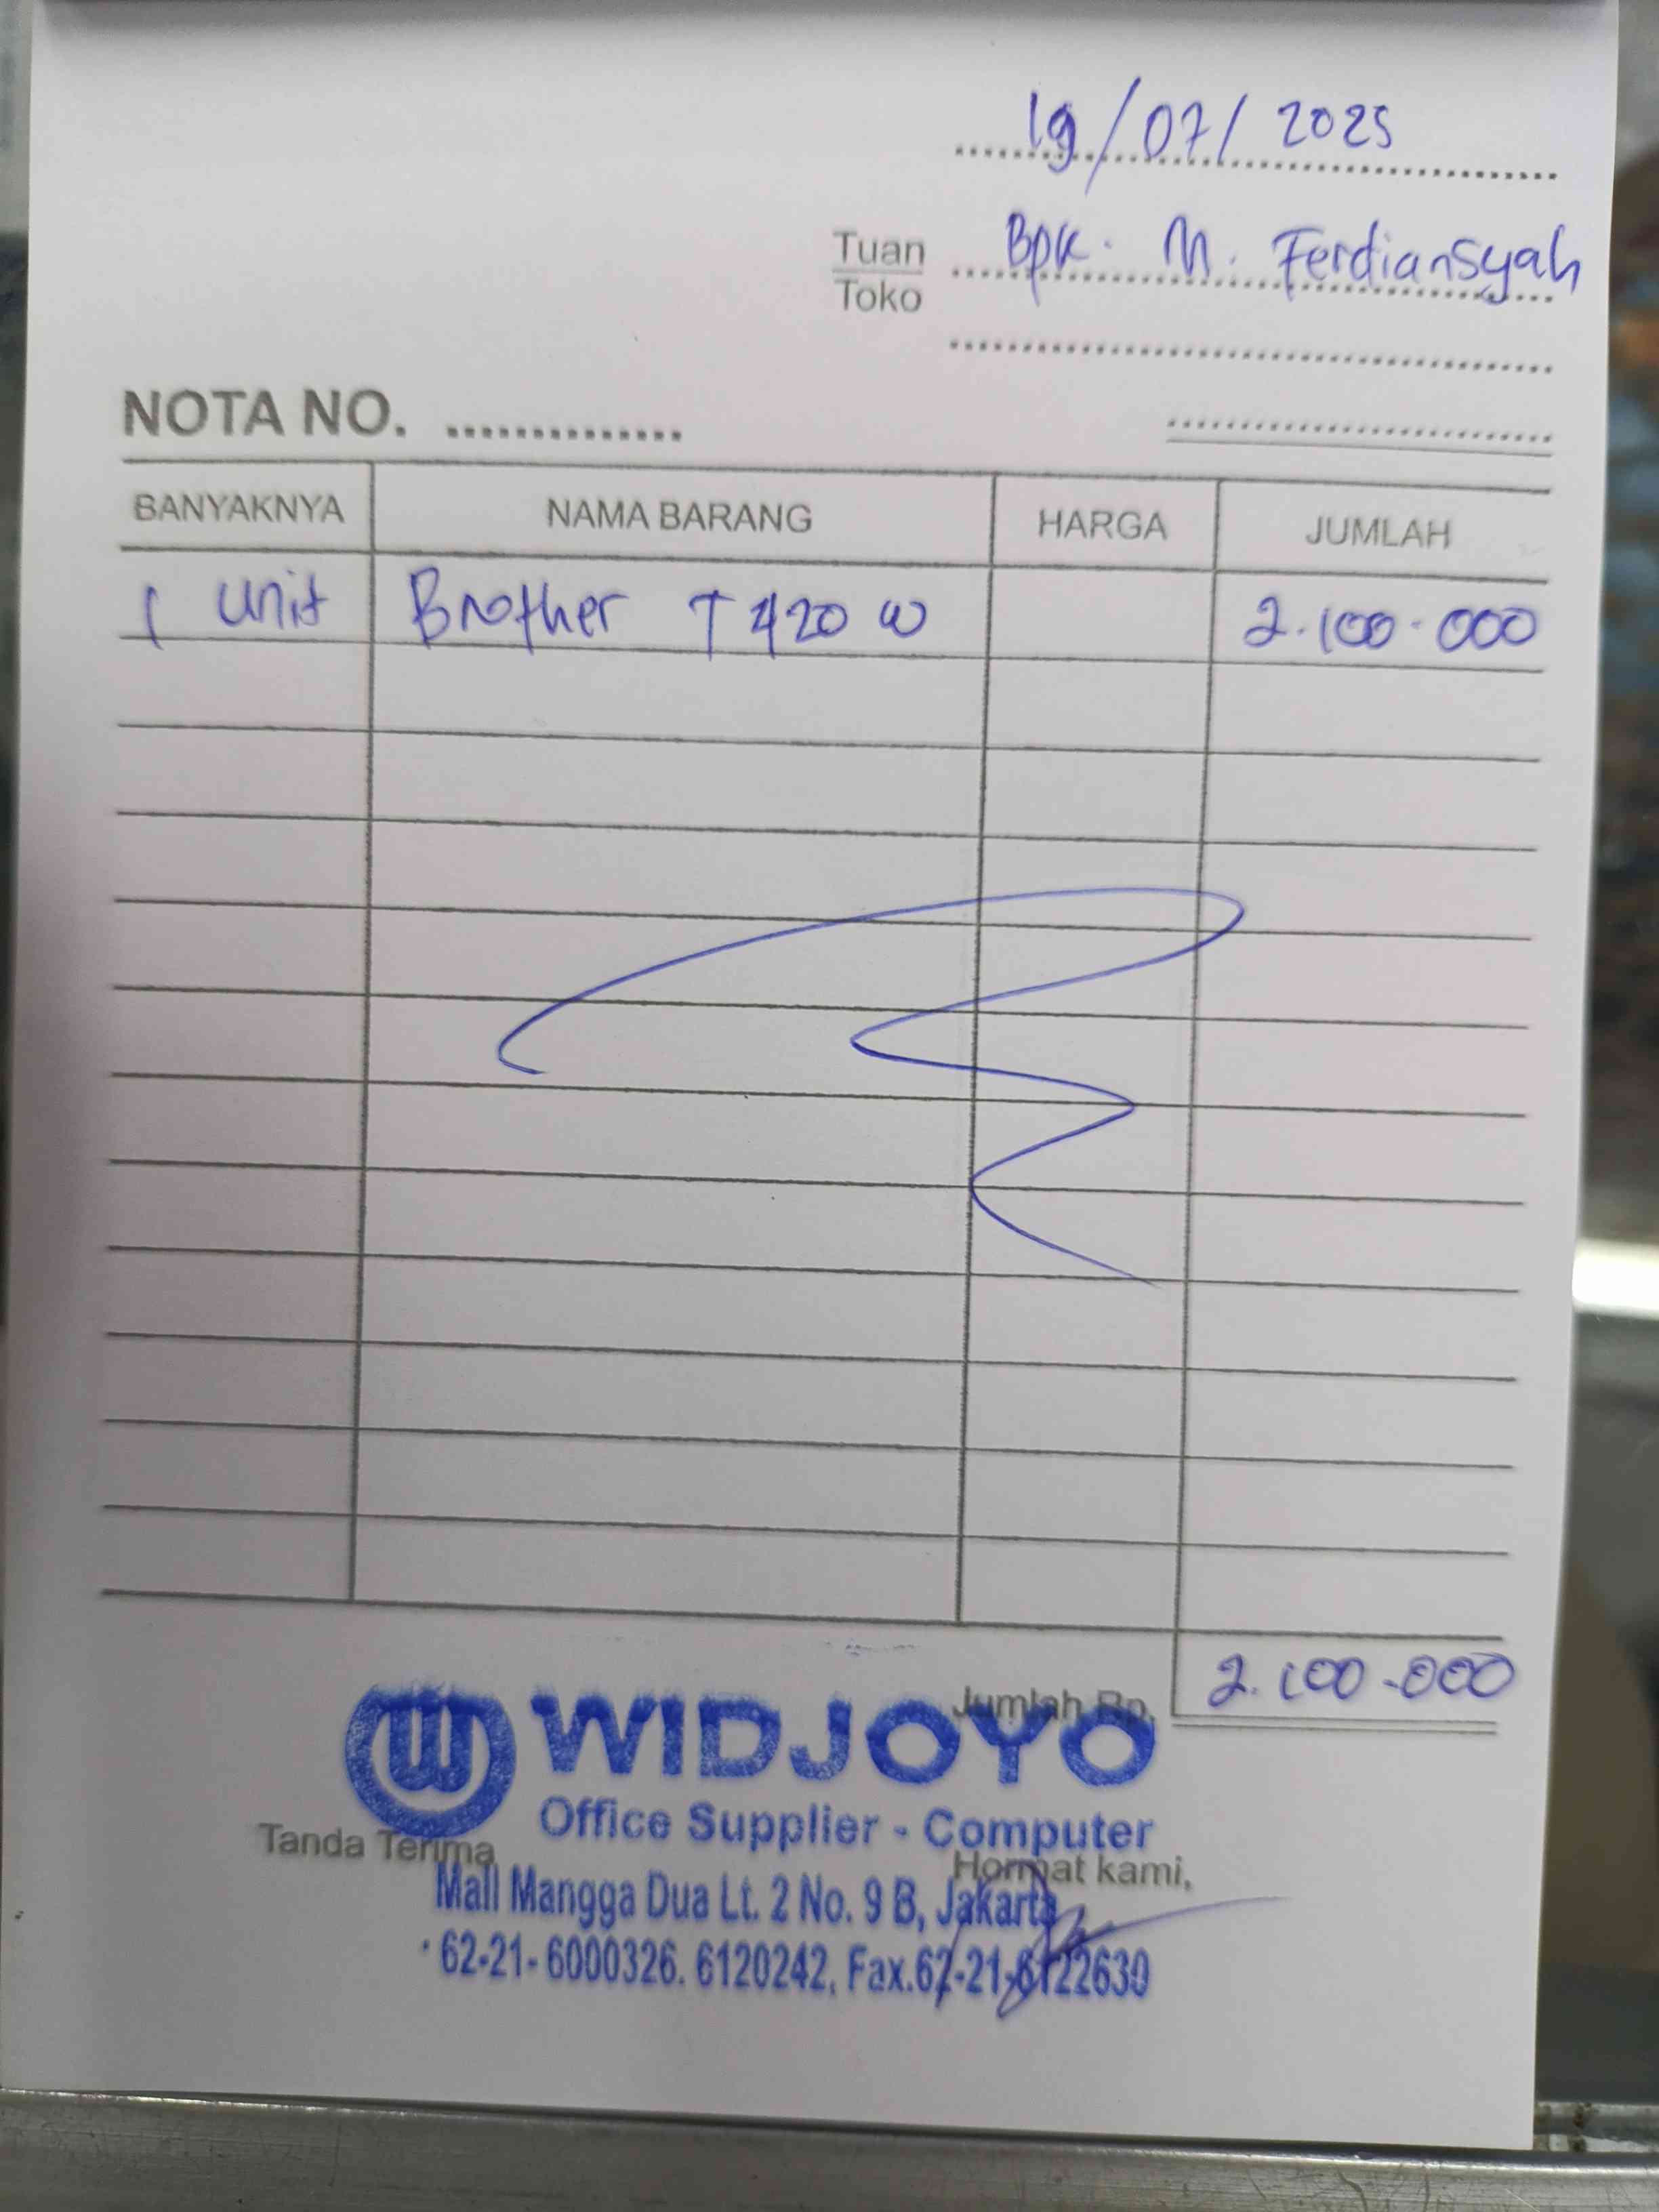 19/07/2025
Tuan Bpk. M. Ferdiansyah
Toko
NOTA NO. ..............
BANYAKNYA NAMA BARANG HARGA JUMLAH
1 Unit Brother T420 W 2.100.000
Jumlah Rp. 2.100.000
WIDJOYO
Office Supplier - Computer
Tanda Terima Hormat kami,
Mall Mangga Dua Lt. 2 No. 9 B, Jakarta
62-21- 6000326. 6120242, Fax.62-21-6122630